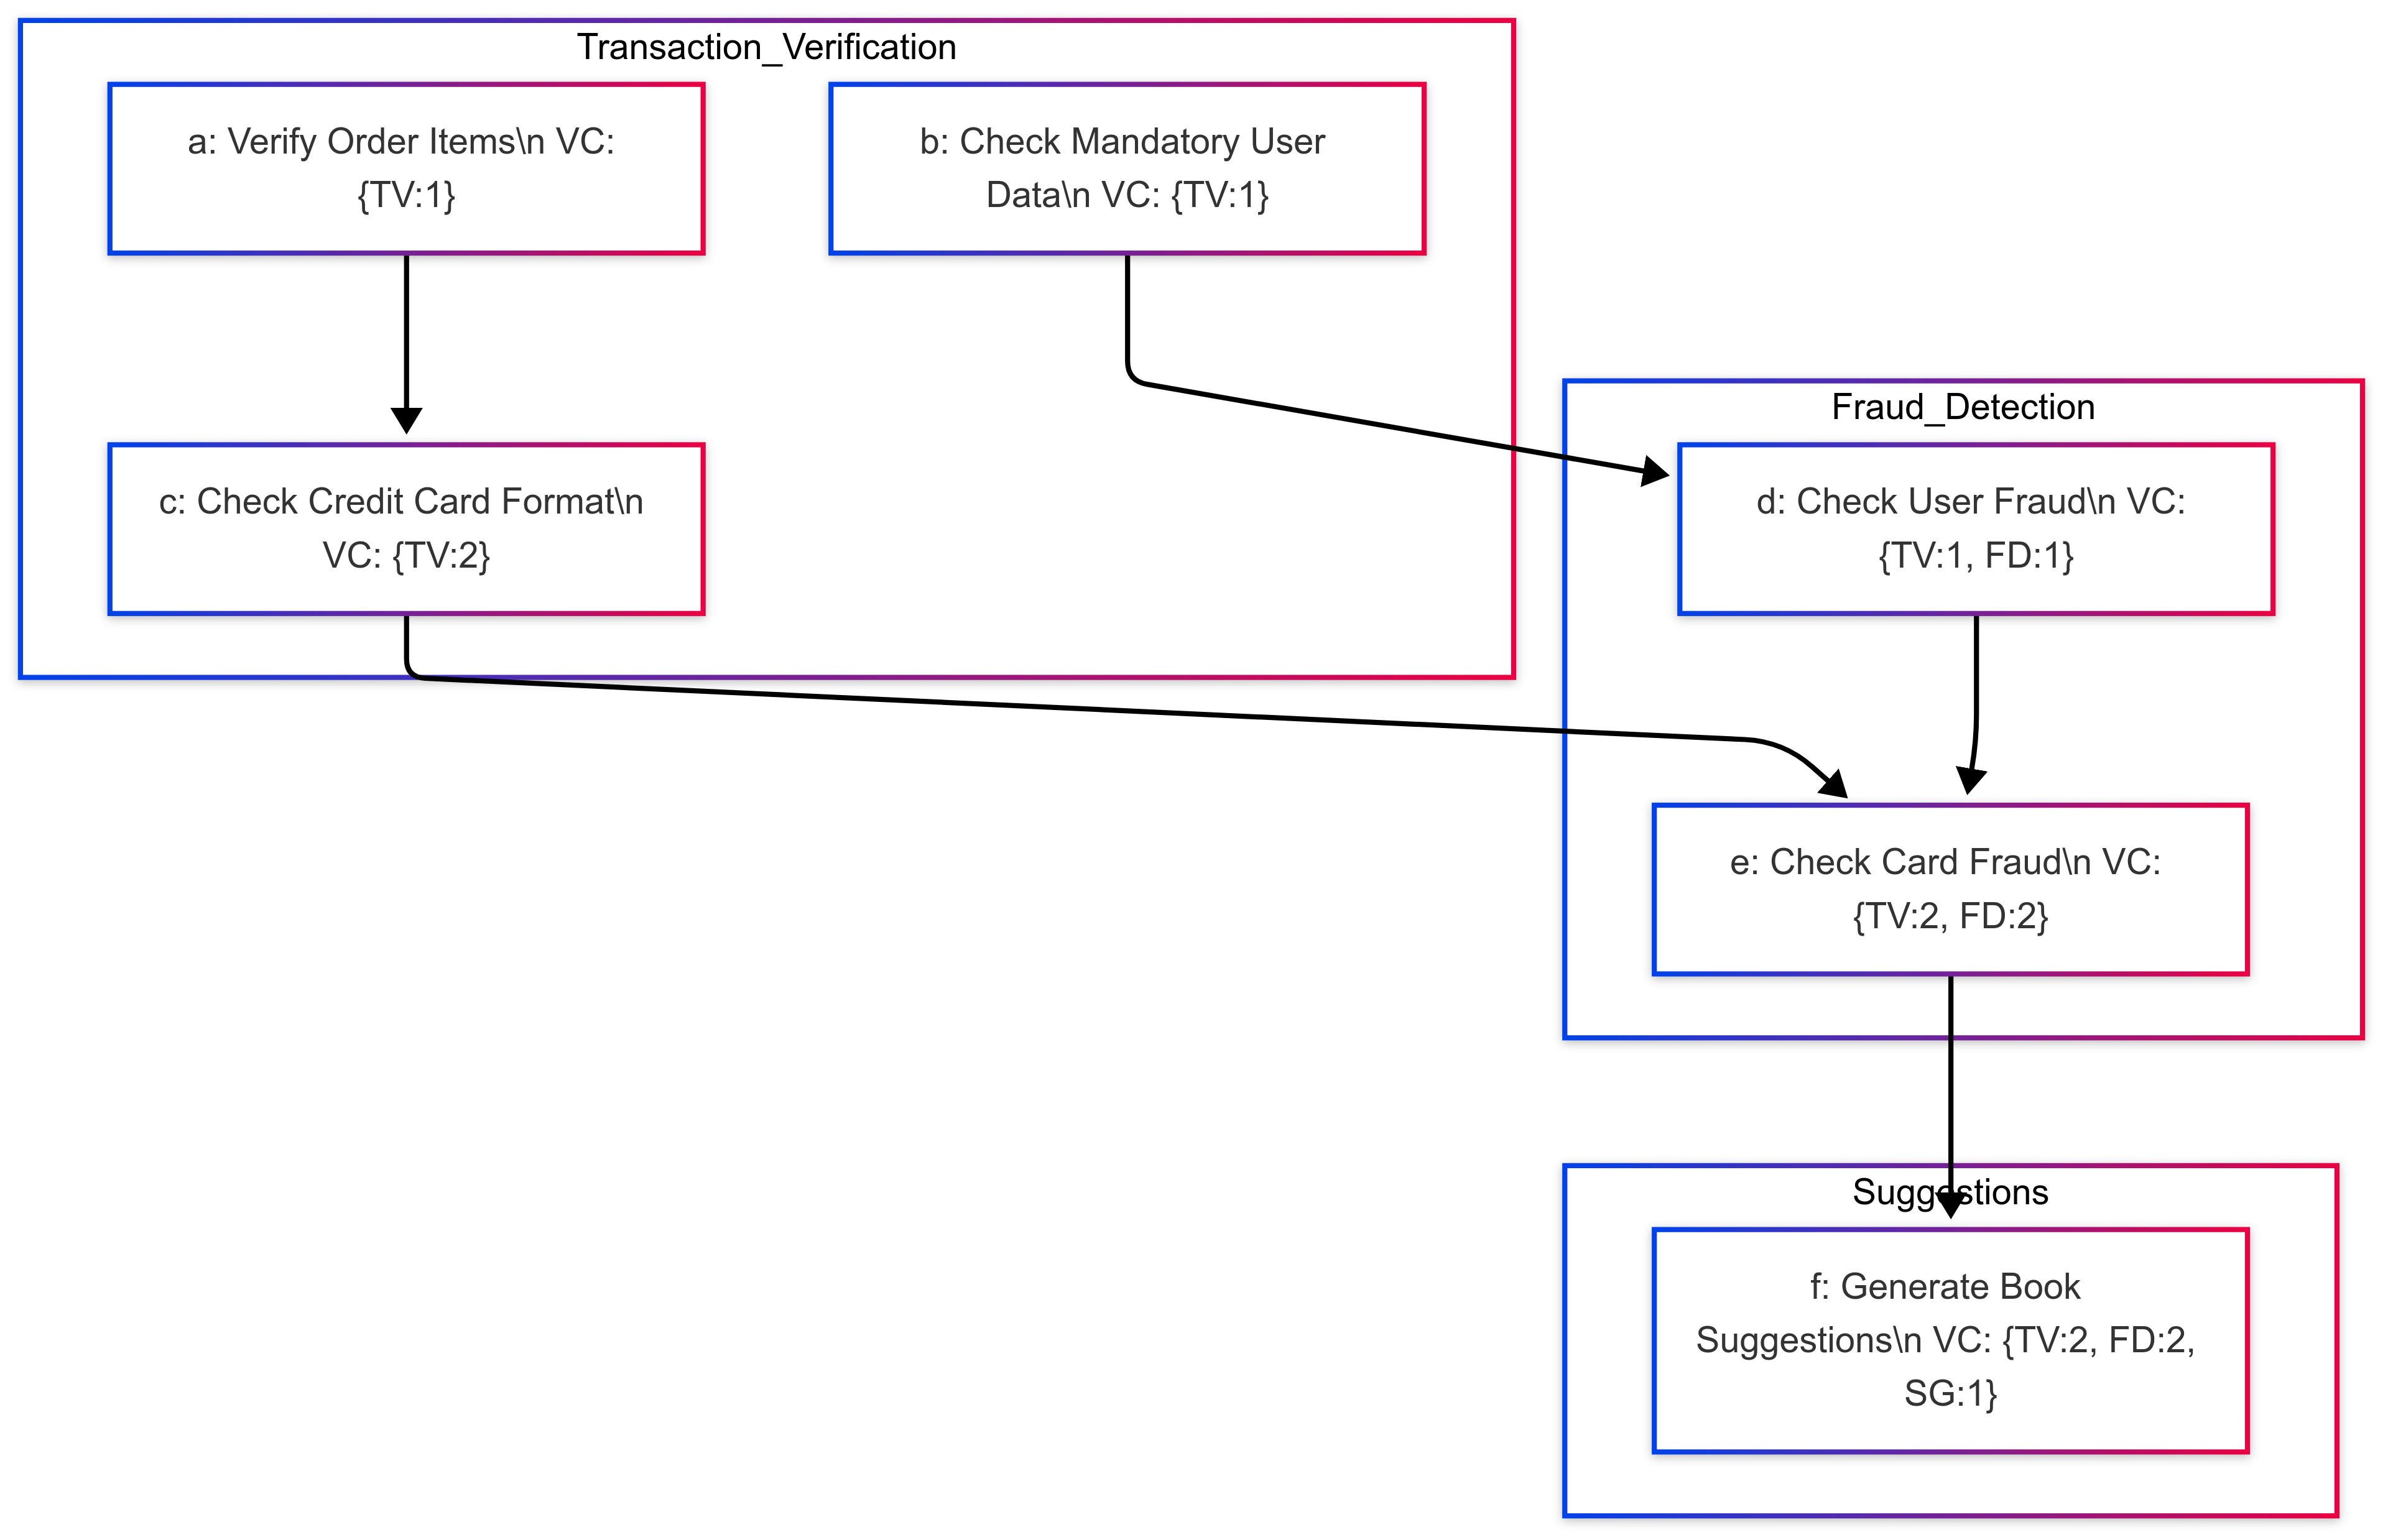 Transaction_Verification
a: Verify Order Items\n VC:
{TV:1}
b: Check Mandatory User
Data\n VC: {TV:1}
c: Check Credit Card Format\n
VC: {TV:2}
Fraud_Detection
d: Check User Fraud\n VC:
{TV:1, FD:1}
e: Check Card Fraud\n VC:
{TV:2, FD:2}
Suggestions
f: Generate Book
Suggestions\n VC: {TV:2, FD:2,
SG:1}